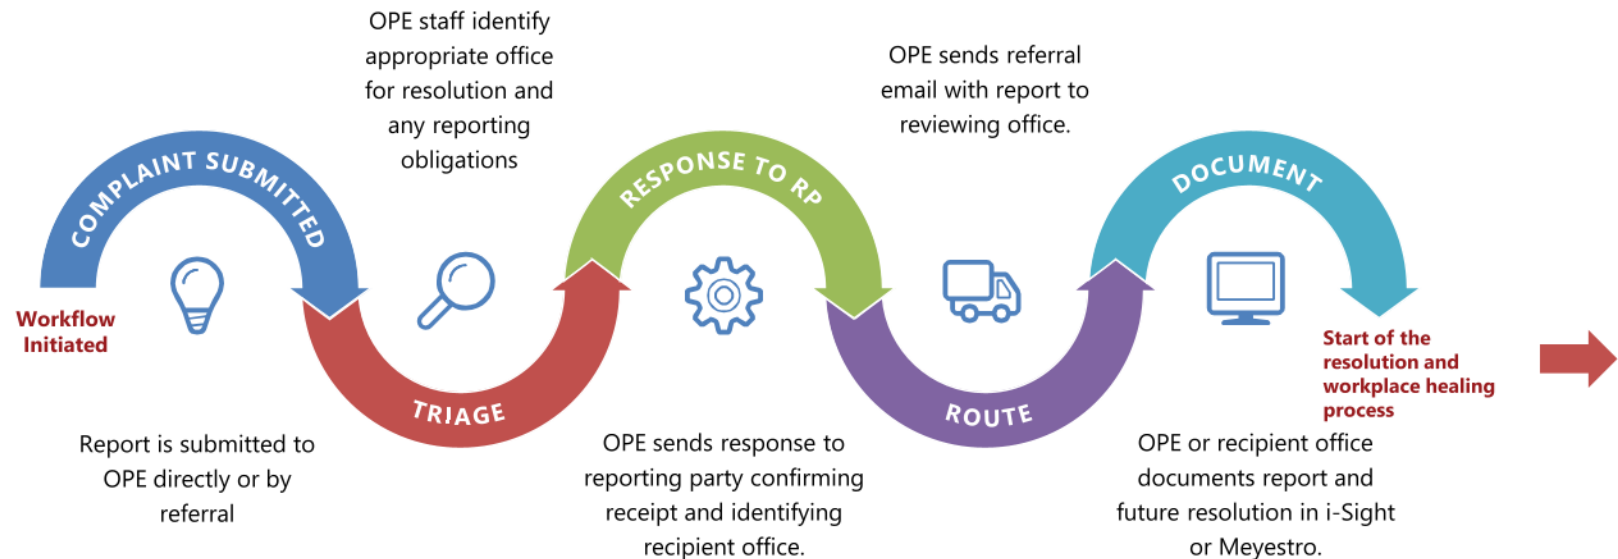 COMPLAINT SUBMITTED
Workflow
Initiated
Report is submitted to
OPE directly or by
referral
OPE staff identify
appropriate office
for resolution and
any reporting
obligations
TRIAGE
RESPONSE TO RP
OPE sends response to
reporting party confirming
receipt and identifying
recipient office.
OPE sends referral
email with report to
reviewing office.
ROUTE
DOCUMENT
OPE or recipient office
documents report and
future resolution in i-Sight
or Meyestro.
Start of the
resolution and
workplace healing
process